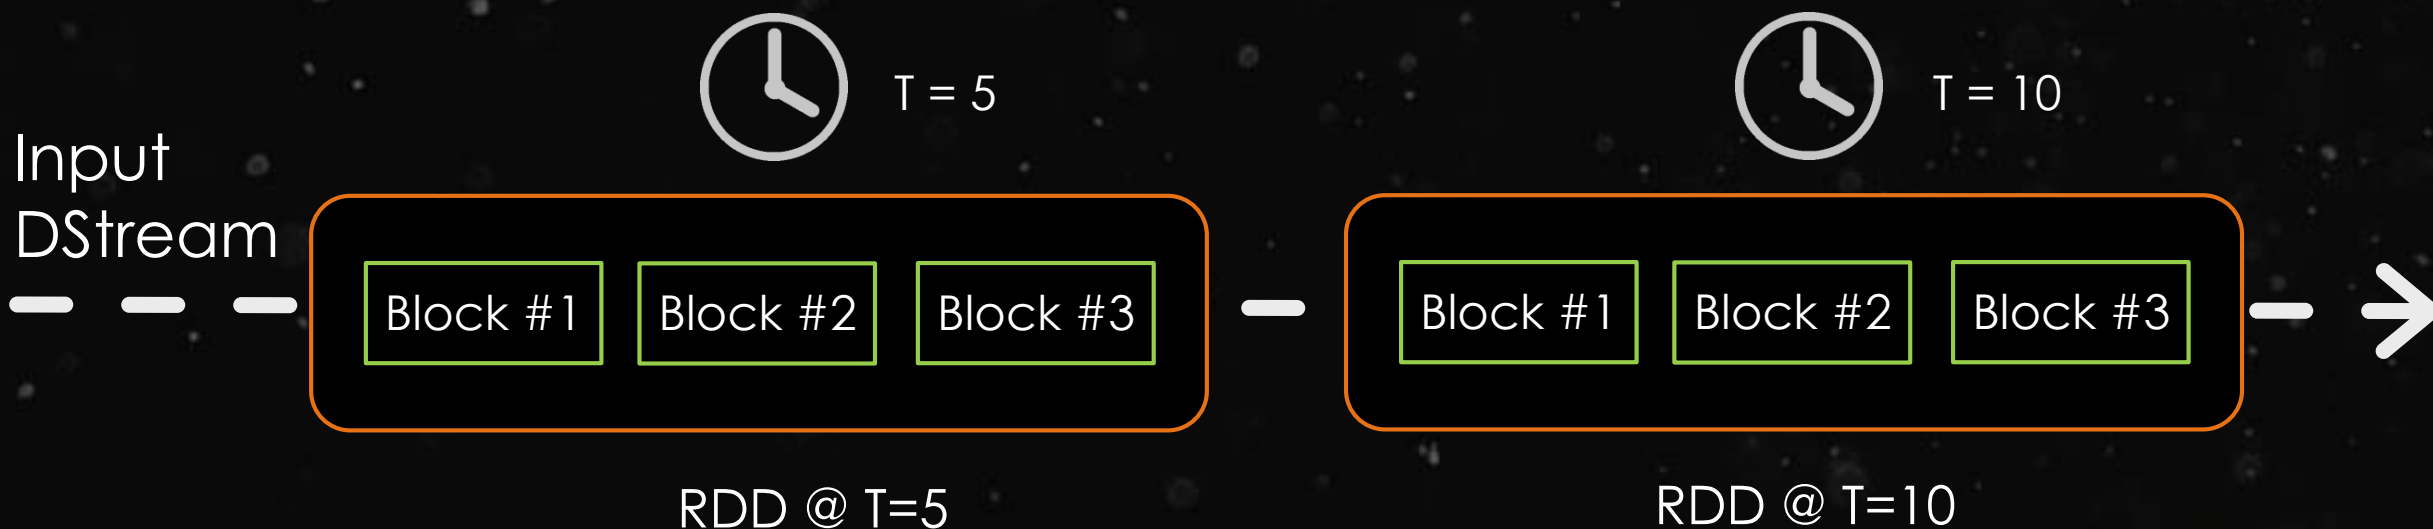 T = 5
T = 10
Input
DStream
Block #1
Block #2
Block #3
Block #1
Block #2
Block #3
RDD @ T=5
RDD @ T=10